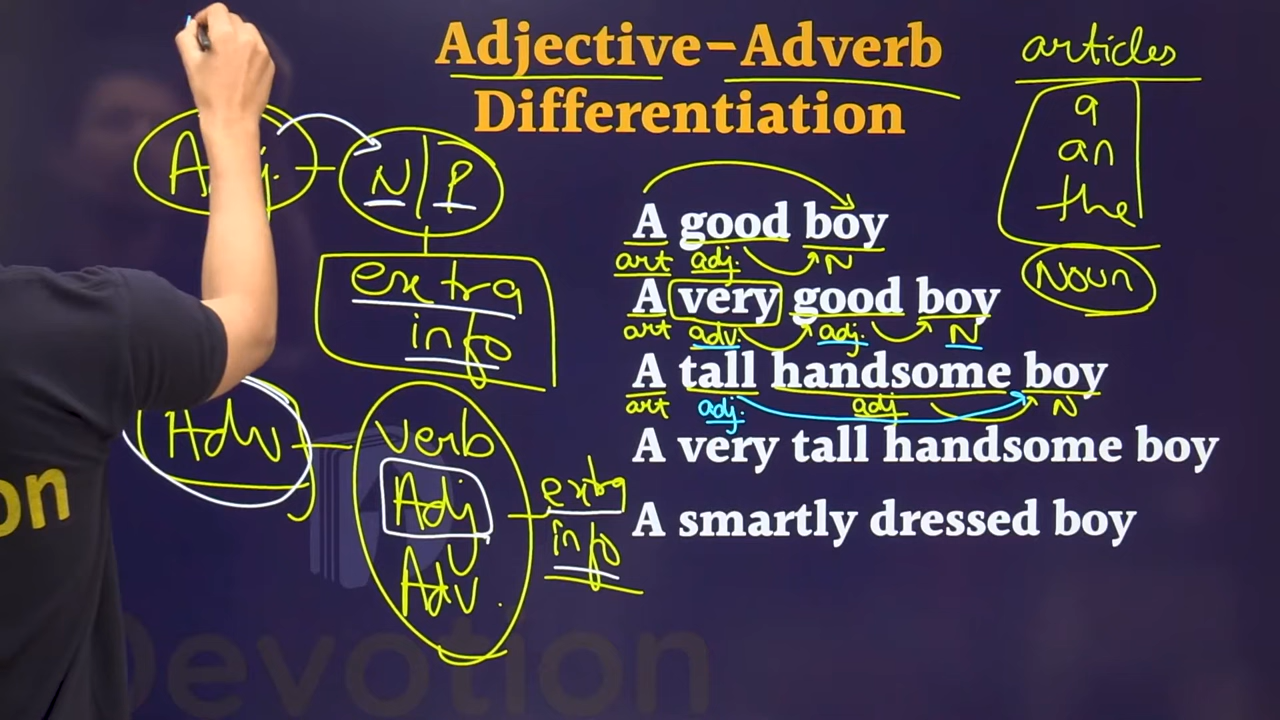 Adjective-Adverb
Differentiation
articles
a
an
the
Noun
N | P
extra
info
Adv
verb
Adj
Adv.
extra
info
A good boy
art adj. N
A very good boy
art adv. adj. N
A tall handsome boy
art adj. adj N
A very tall handsome boy
A smartly dressed boy
on
Devotion